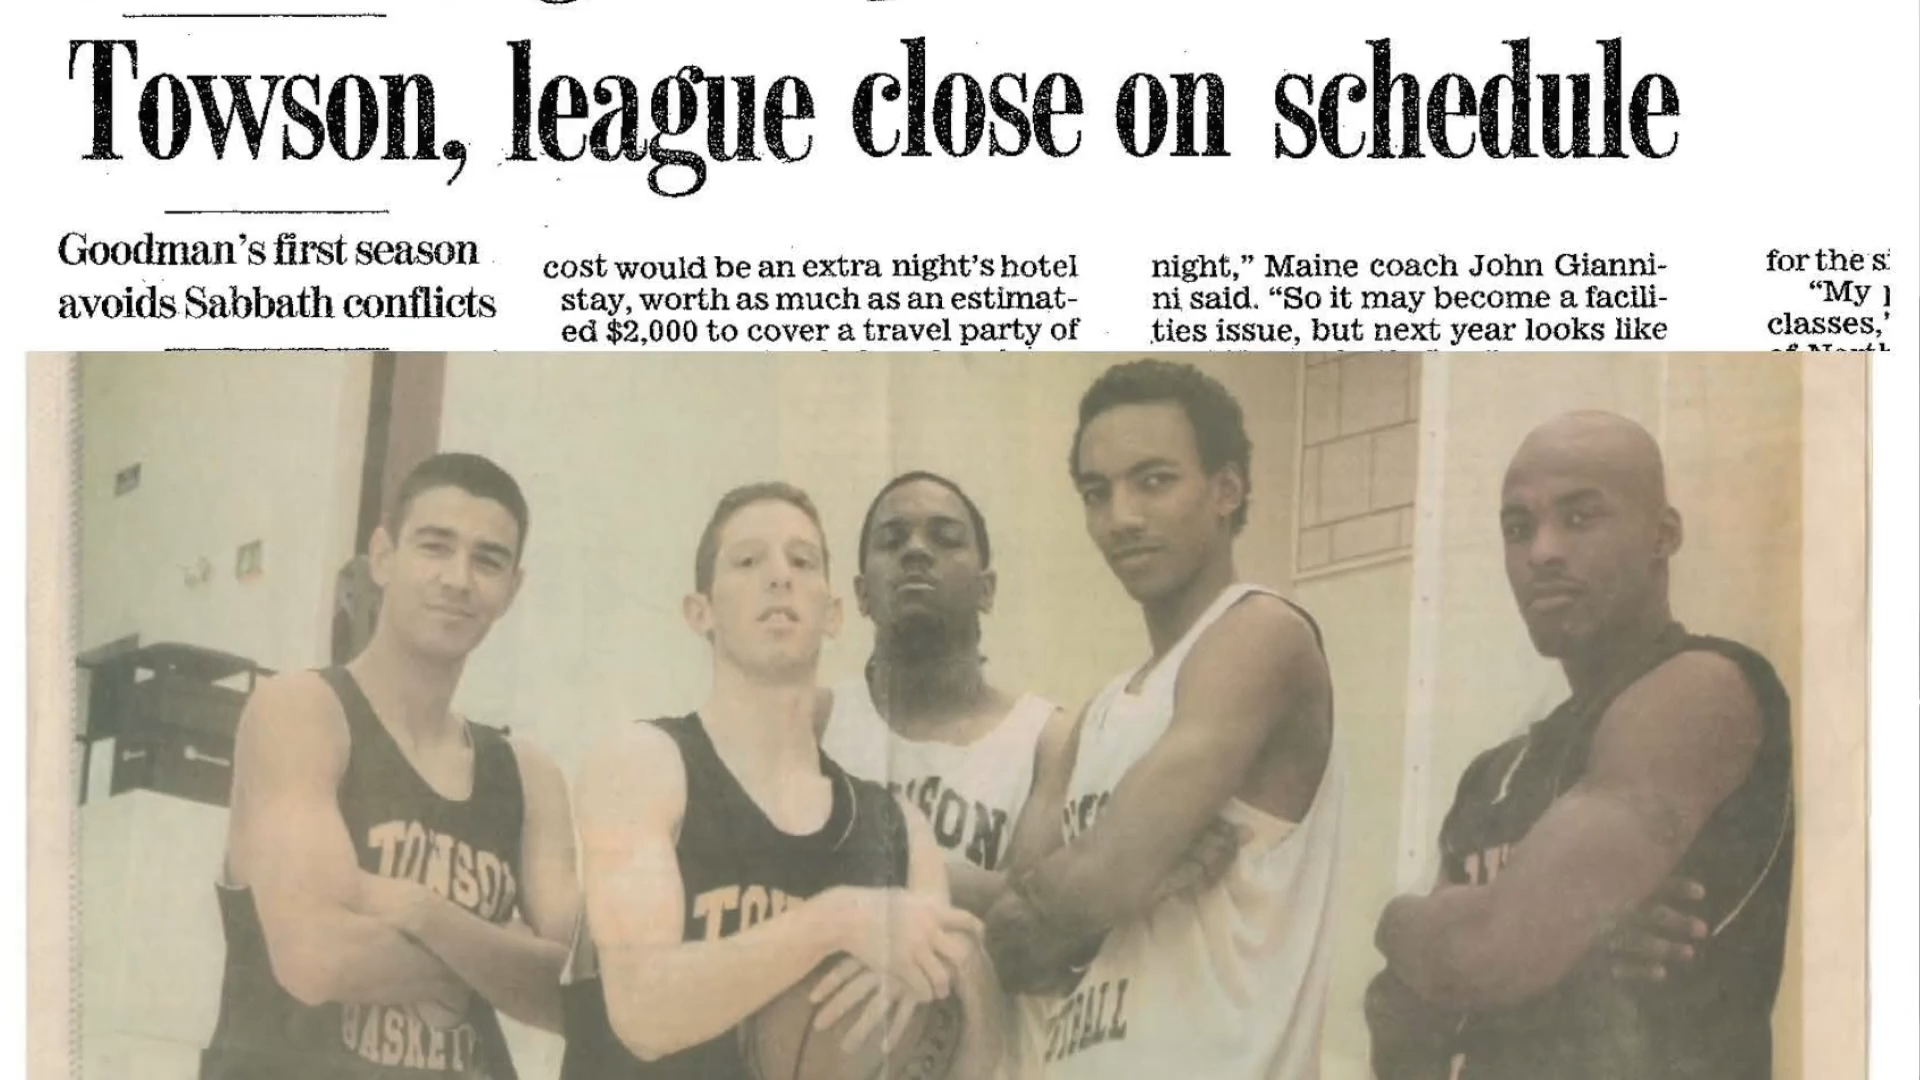 Towson, league close on schedule
Goodman's first season
avoids Sabbath conflicts
cost would be an extra night's hotel
stay, worth as much as an estimat-
ed $2,000 to cover a travel party of
night," Maine coach John Gianni-
ni said. "So it may become a facili-
ties issue, but next year looks like
for the
"My
classes,
TOWSON
BASKET